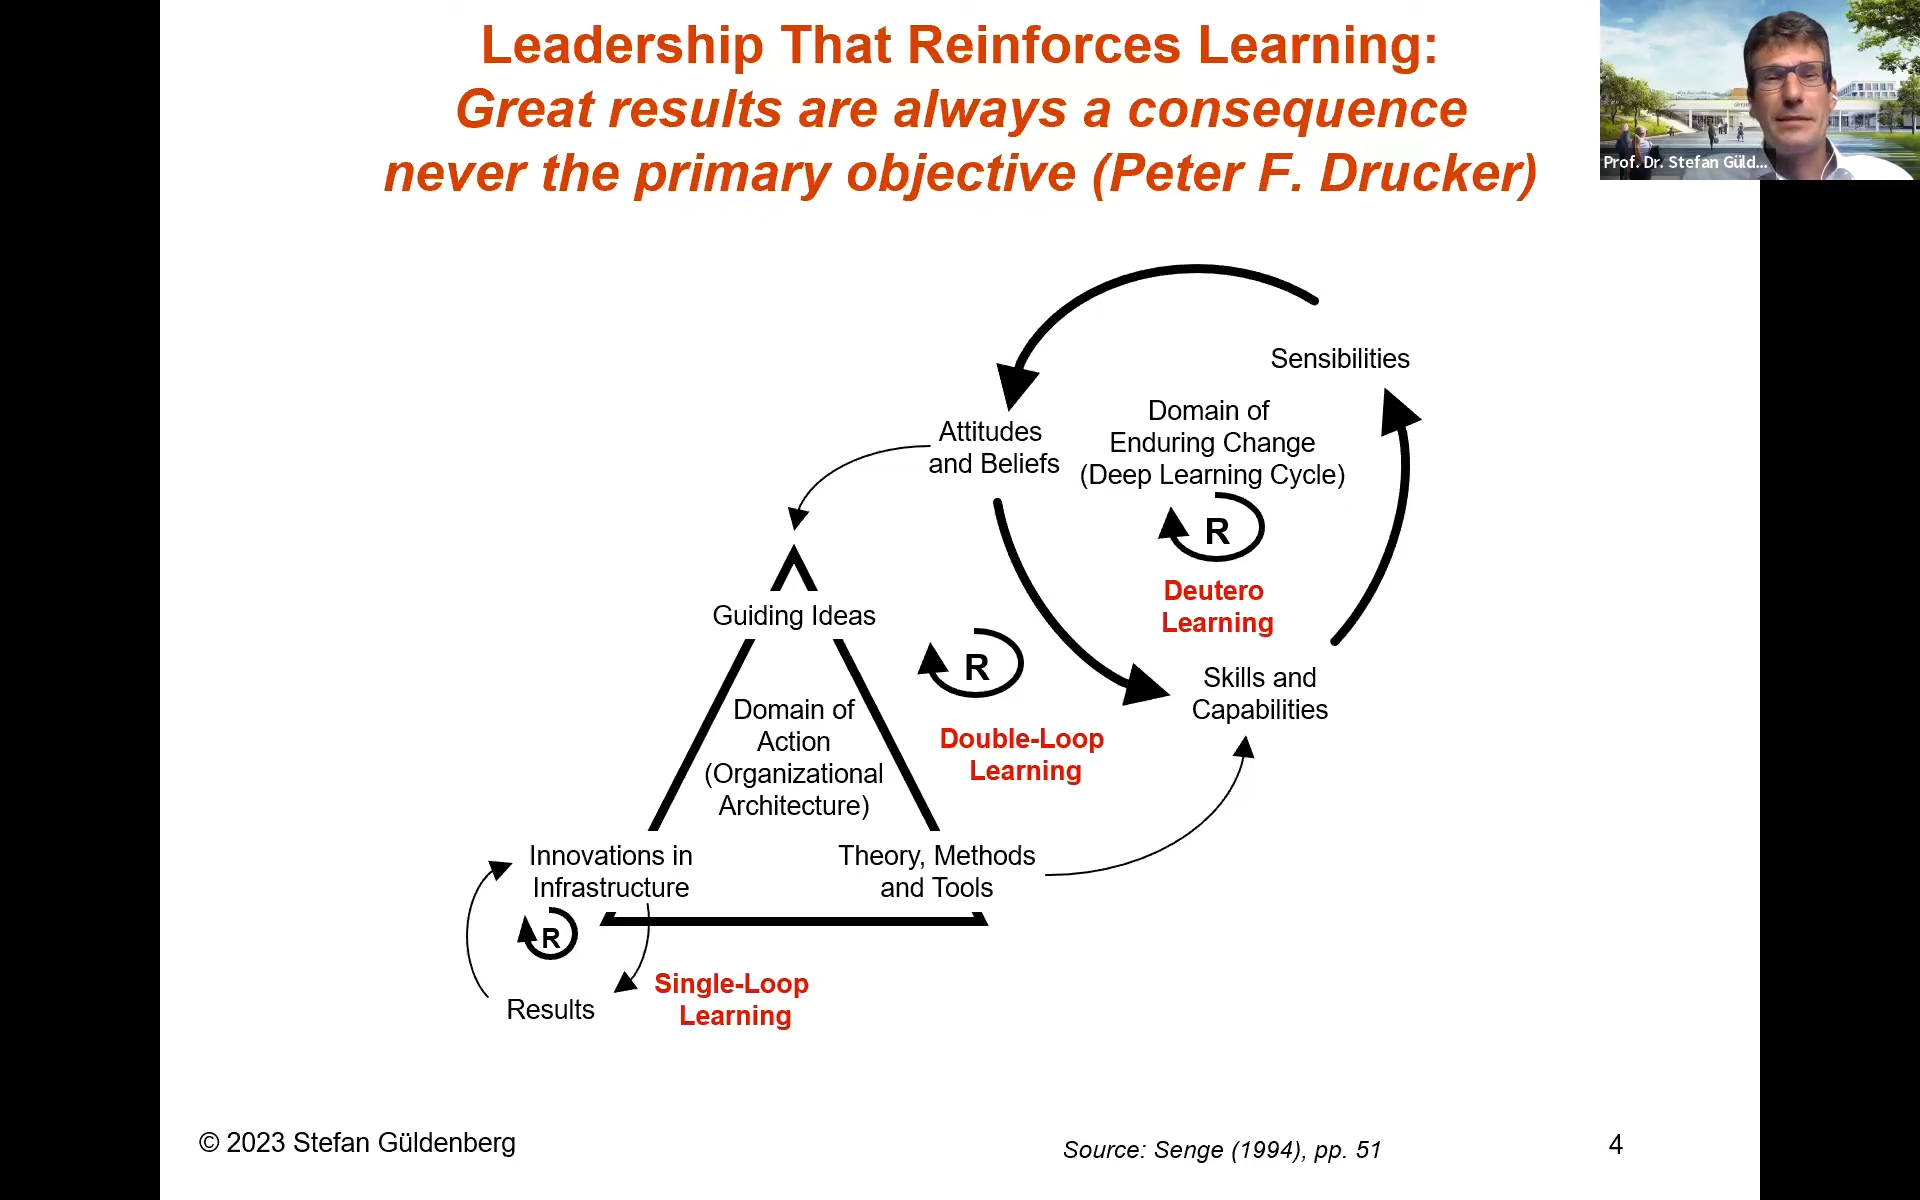 Leadership That Reinforces Learning:
Great results are always a consequence
never the primary objective (Peter F. Drucker)
Prof. Dr. Stefan Güld...
Sensibilities
Domain of
Enduring Change
(Deep Learning Cycle)
Attitudes
and Beliefs
R
Deutero
Learning
Guiding Ideas
R
Skills and
Capabilities
Domain of
Action
(Organizational
Architecture)
Double-Loop
Learning
Innovations in
Infrastructure
Theory, Methods
and Tools
R
Single-Loop
Learning
Results
© 2023 Stefan Güldenberg
Source: Senge (1994), pp. 51
4